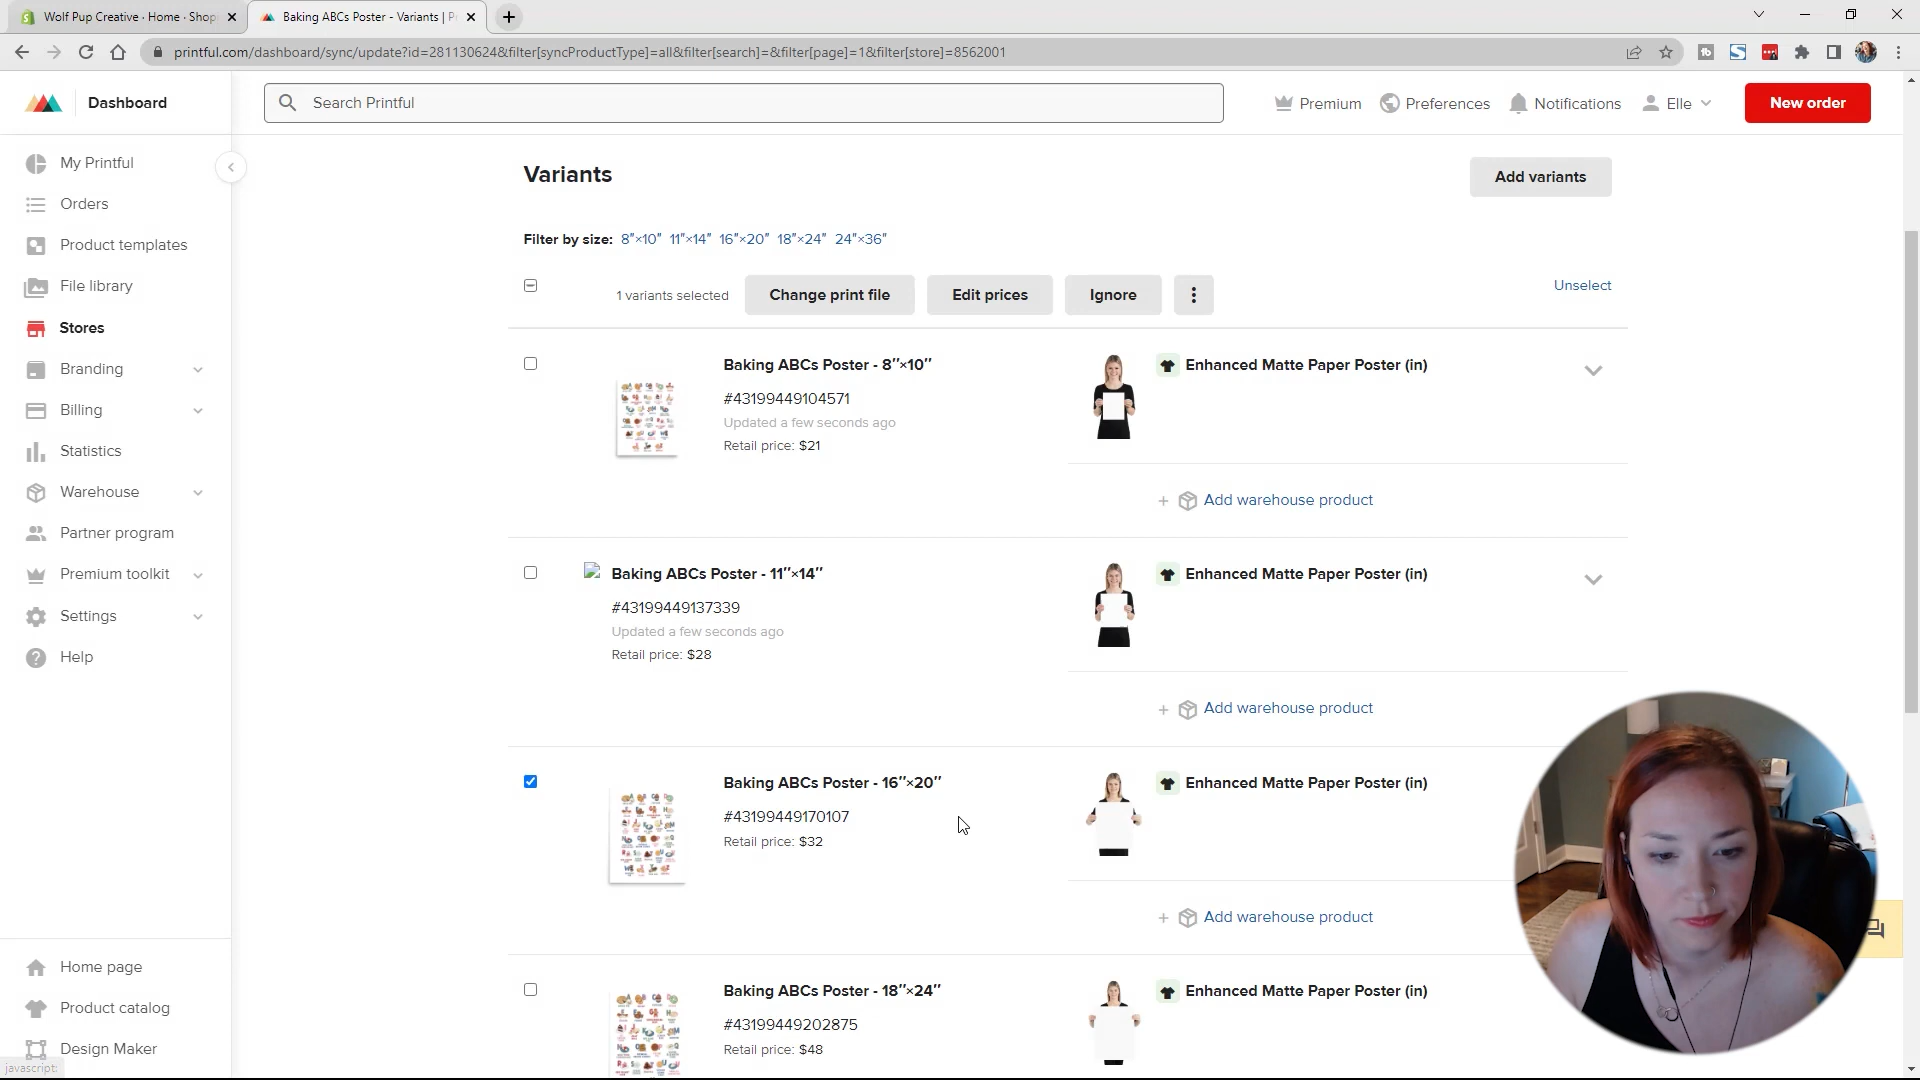 Wolf Pup Creative · Home · Shop
Baking ABCs Poster - Variants | P
printful.com/dashboard/sync/update?id=281130624&filter[syncProductType]=all&filter[search]=&filter[page]=1&filter[store]=8562001
Dashboard
Search Printful
Premium
Preferences
Notifications
Elle
New order
My Printful
Orders
Product templates
File library
Stores
Branding
Billing
Statistics
Warehouse
Partner program
Premium toolkit
Settings
Help
Home page
Product catalog
Design Maker
javascript:
Variants
Add variants
Filter by size: 8″×10″ 11″×14″ 16″×20″ 18″×24″ 24″×36″
1 variants selected
Change print file
Edit prices
Ignore
Unselect
Baking ABCs Poster - 8″×10″
#43199449104571
Updated a few seconds ago
Retail price: $21
Enhanced Matte Paper Poster (in)
+ Add warehouse product
Baking ABCs Poster - 11″×14″
#43199449137339
Updated a few seconds ago
Retail price: $28
Enhanced Matte Paper Poster (in)
+ Add warehouse product
Baking ABCs Poster - 16″×20″
#43199449170107
Retail price: $32
Enhanced Matte Paper Poster (in)
+ Add warehouse product
Baking ABCs Poster - 18″×24″
#43199449202875
Retail price: $48
Enhanced Matte Paper Poster (in)